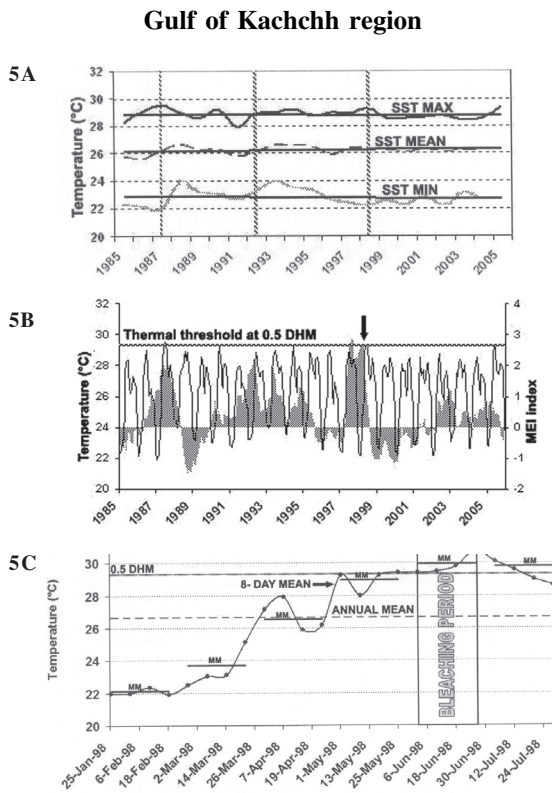 Gulf of Kachchh region
5A
Temperature (°C)
32
30
28
26
24
22
20
SST MAX
SST MEAN
SST MIN
1985
1987
1989
1991
1993
1995
1997
1999
2001
2003
2005
5B
Temperature (°C)
32
30
28
26
24
22
20
Thermal threshold at 0.5 DHM
4
3
2
1
0
-1
-2
MEI index
1985
1987
1989
1991
1993
1995
1997
1999
2001
2003
2005
5C
Temperature (°C)
30
28
26
24
22
20
0.5 DHM
8- DAY MEAN
ANNUAL MEAN
MM
MM
MM
MM
MM
MM
BLEACHING PERIOD
25-Jan-98
6-Feb-98
18-Feb-98
2-Mar-98
14-Mar-98
26-Mar-98
7-Apr-98
19-Apr-98
1-May-98
13-May-98
25-May-98
6-Jun-98
18-Jun-98
30-Jun-98
12-Jul-98
24-Jul-98